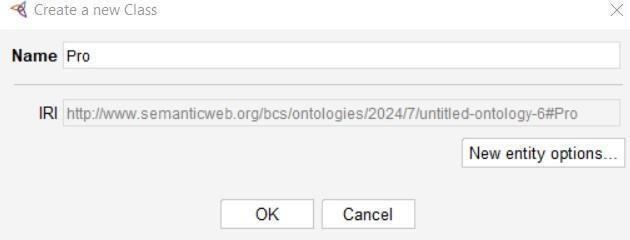 Create a new Class
Name Pro
IRI http://www.semanticweb.org/bcs/ontologies/2024/7/untitled-ontology-6#Pro
New entity options...
OK Cancel